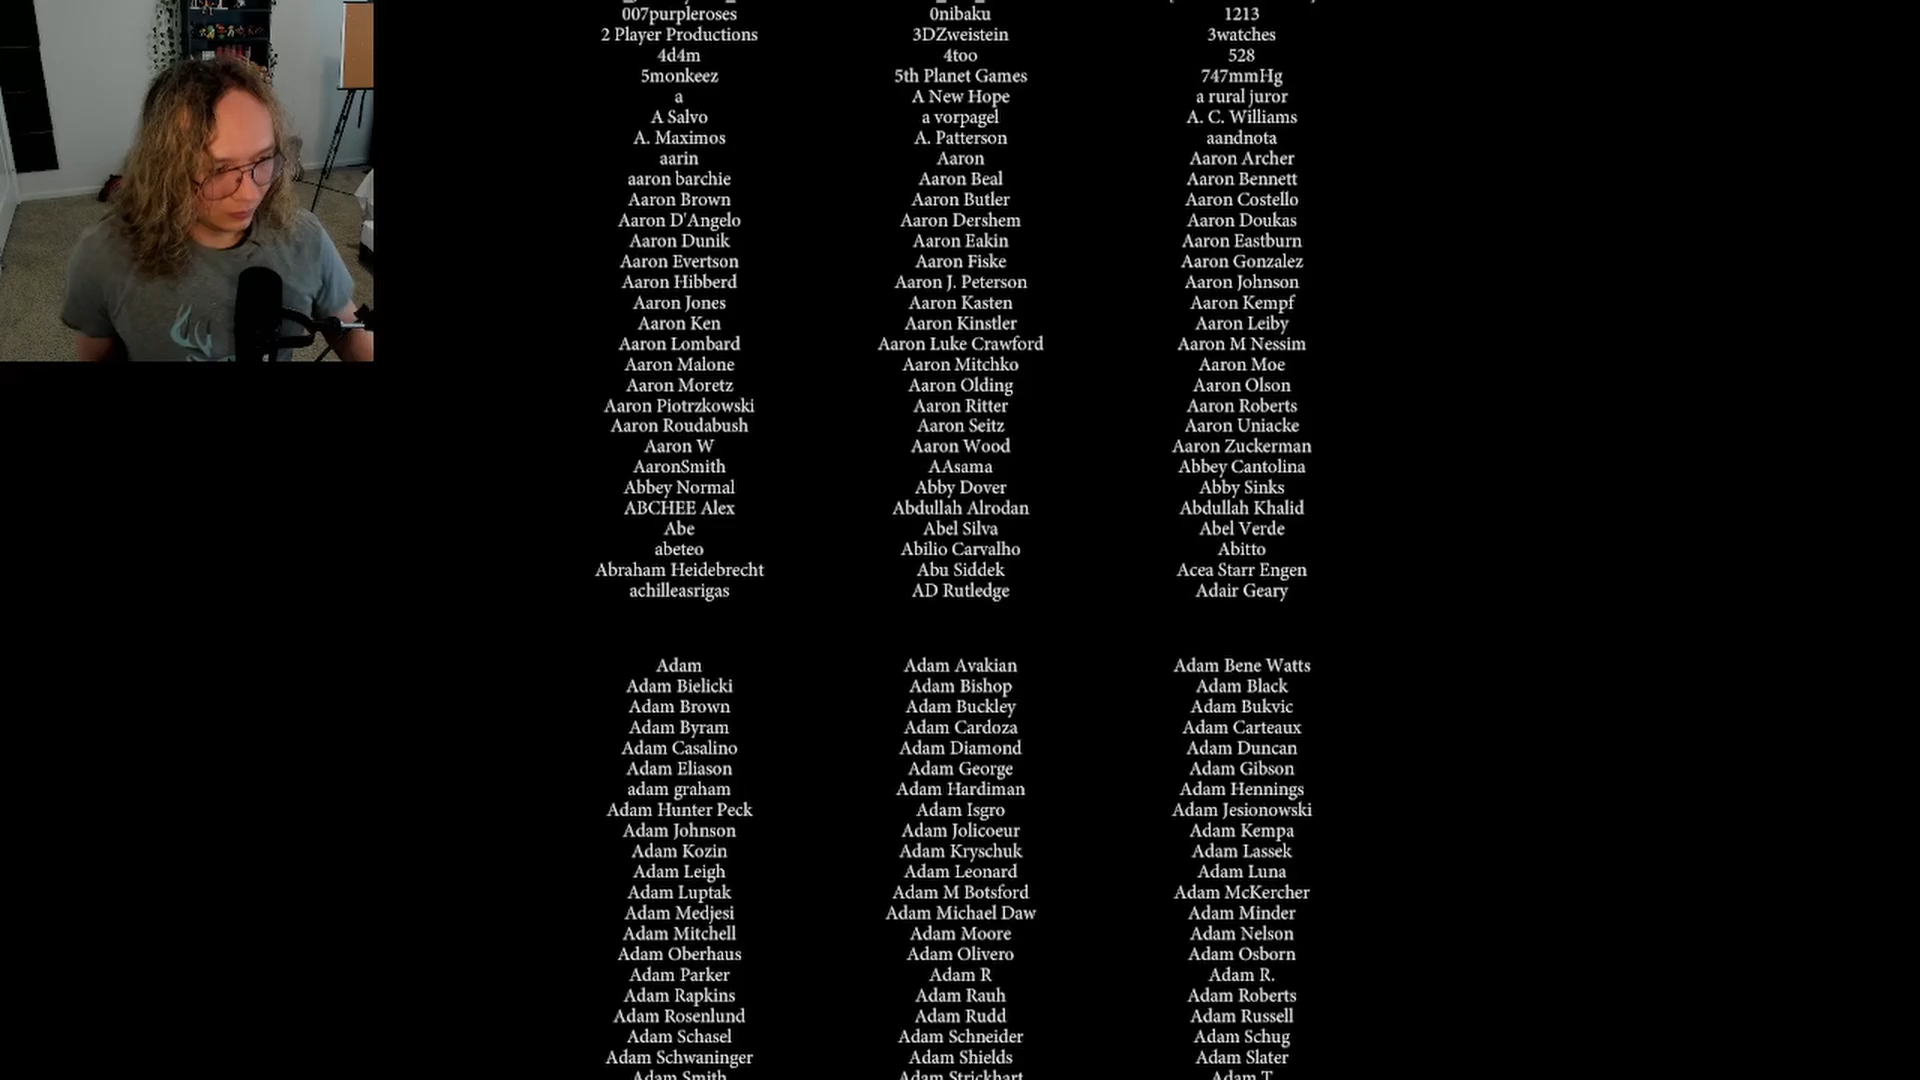 007purpleroses 0nibaku 1213
2 Player Productions 3DZweistein 3watches
4d4m 4too 528
5monkeez 5th Planet Games 747mmHg
a A New Hope a rural juror
A Salvo a vorpagel A. C. Williams
A. Maximos A. Patterson aandnota
aarin Aaron Aaron Archer
aaron barchie Aaron Beal Aaron Bennett
Aaron Brown Aaron Butler Aaron Costello
Aaron D'Angelo Aaron Dershem Aaron Doukas
Aaron Dunik Aaron Eakin Aaron Eastburn
Aaron Evertson Aaron Fiske Aaron Gonzalez
Aaron Hibberd Aaron J. Peterson Aaron Johnson
Aaron Jones Aaron Kasten Aaron Kempf
Aaron Ken Aaron Kinstler Aaron Leiby
Aaron Lombard Aaron Luke Crawford Aaron M Nessim
Aaron Malone Aaron Mitchko Aaron Moe
Aaron Moretz Aaron Olding Aaron Olson
Aaron Piotrzkowski Aaron Ritter Aaron Roberts
Aaron Roudabush Aaron Seitz Aaron Uniacke
Aaron W Aaron Wood Aaron Zuckerman
AaronSmith AAsama Abbey Cantolina
Abbey Normal Abby Dover Abby Sinks
ABCHEE Alex Abdullah Alrodan Abdullah Khalid
Abe Abel Silva Abel Verde
abeteo Abilio Carvalho Abitto
Abraham Heidebrecht Abu Siddek Acea Starr Engen
achilleasrigas AD Rutledge Adair Geary
Adam Adam Avakian Adam Bene Watts
Adam Bielicki Adam Bishop Adam Black
Adam Brown Adam Buckley Adam Bukvic
Adam Byram Adam Cardoza Adam Carteaux
Adam Casalino Adam Diamond Adam Duncan
Adam Eliason Adam George Adam Gibson
adam graham Adam Hardiman Adam Hennings
Adam Hunter Peck Adam Isgro Adam Jesionowski
Adam Johnson Adam Jolicoeur Adam Kempa
Adam Kozin Adam Kryschuk Adam Lassek
Adam Leigh Adam Leonard Adam Luna
Adam Luptak Adam M Botsford Adam McKercher
Adam Medjesi Adam Michael Daw Adam Minder
Adam Mitchell Adam Moore Adam Nelson
Adam Oberhaus Adam Olivero Adam Osborn
Adam Parker Adam R Adam R.
Adam Rapkins Adam Rauh Adam Roberts
Adam Rosenlund Adam Rudd Adam Russell
Adam Schasel Adam Schneider Adam Schug
Adam Schwaninger Adam Shields Adam Slater
Adam Smith Adam Strickhart Adam T